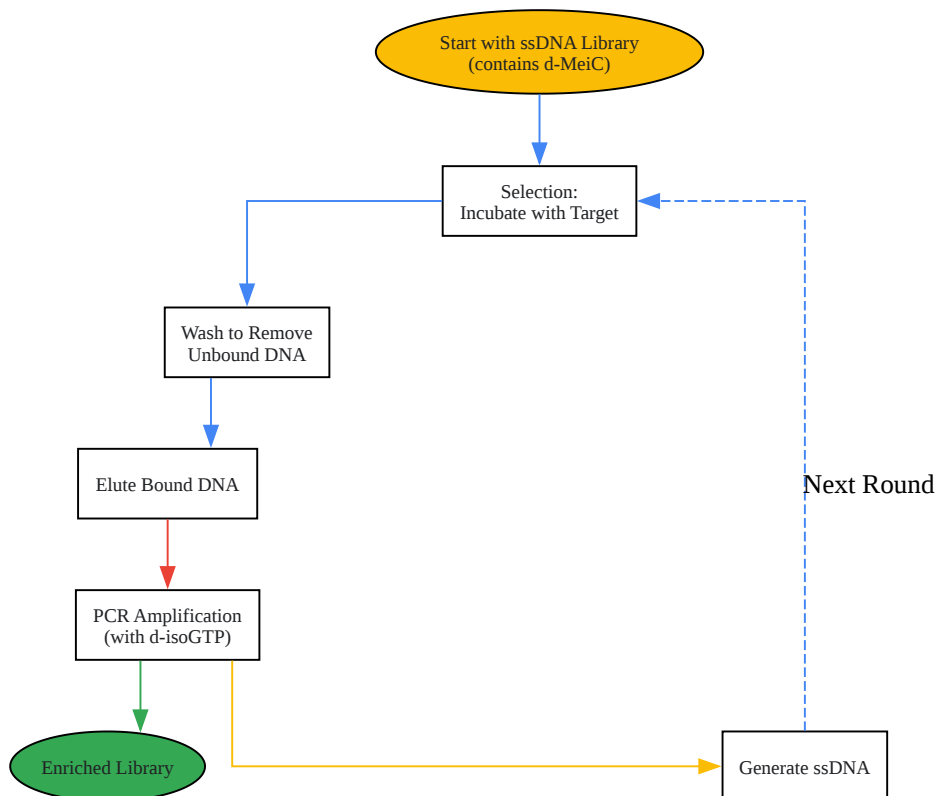 Start with ssDNA Library
(contains d-MeiC)
Selection:
Incubate with Target
Wash to Remove
Unbound DNA
Elute Bound DNA
Next Round
PCR Amplification
(with d-isoGTP)
Enriched Library
Generate ssDNA